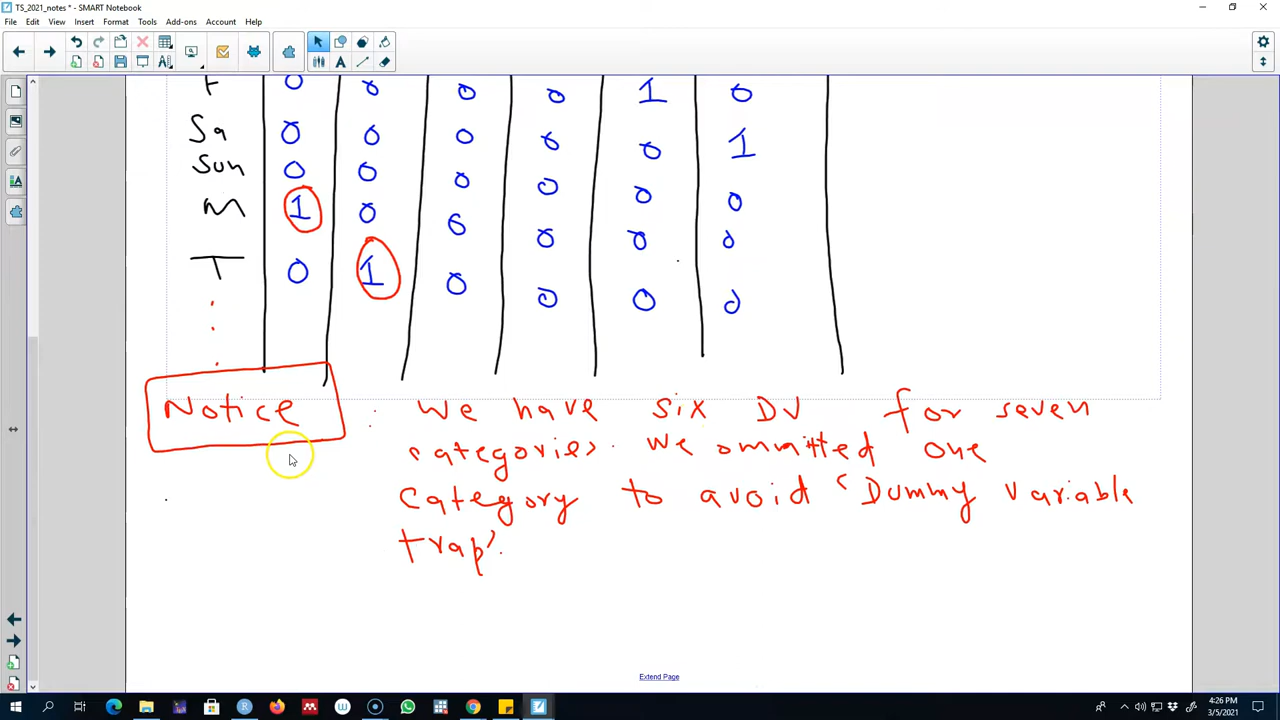 TS_2021_notes * - SMART Notebook
File Edit View Insert Format Tools Add-ons Account Help
0 0 0 0 1 0
Sa 0 0 0 0 0 1
Sun 0 0 0 0 0 0
M 1 0 0 0 0 0
T 0 1 0 0 0 0
Notice : We have six DV for seven
categories. We ommitted one
category to avoid 'Dummy variable
trap'.
Extend Page
4:26 PM
3/5/2021